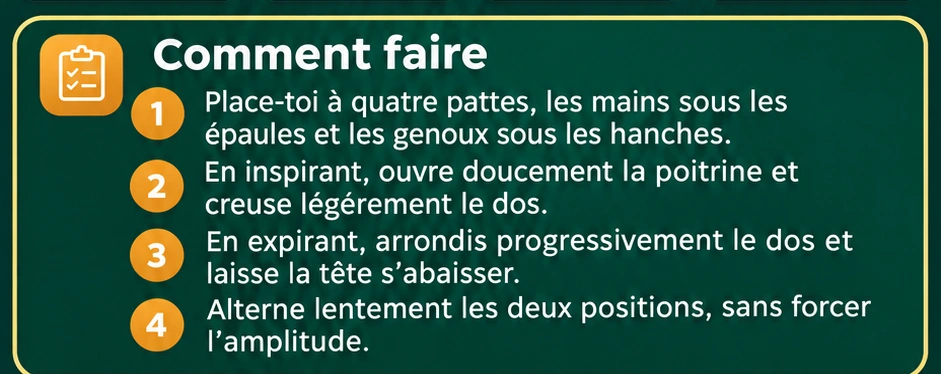 Comment faire
1 Place-toi à quatre pattes, les mains sous les
épaules et les genoux sous les hanches.
2 En inspirant, ouvre doucement la poitrine et
creuse légérement le dos.
3 En expirant, arrondis progressivement le dos et
laisse la tête s'abaisser.
4 Alterne lentement les deux positions, sans forcer
l'amplitude.